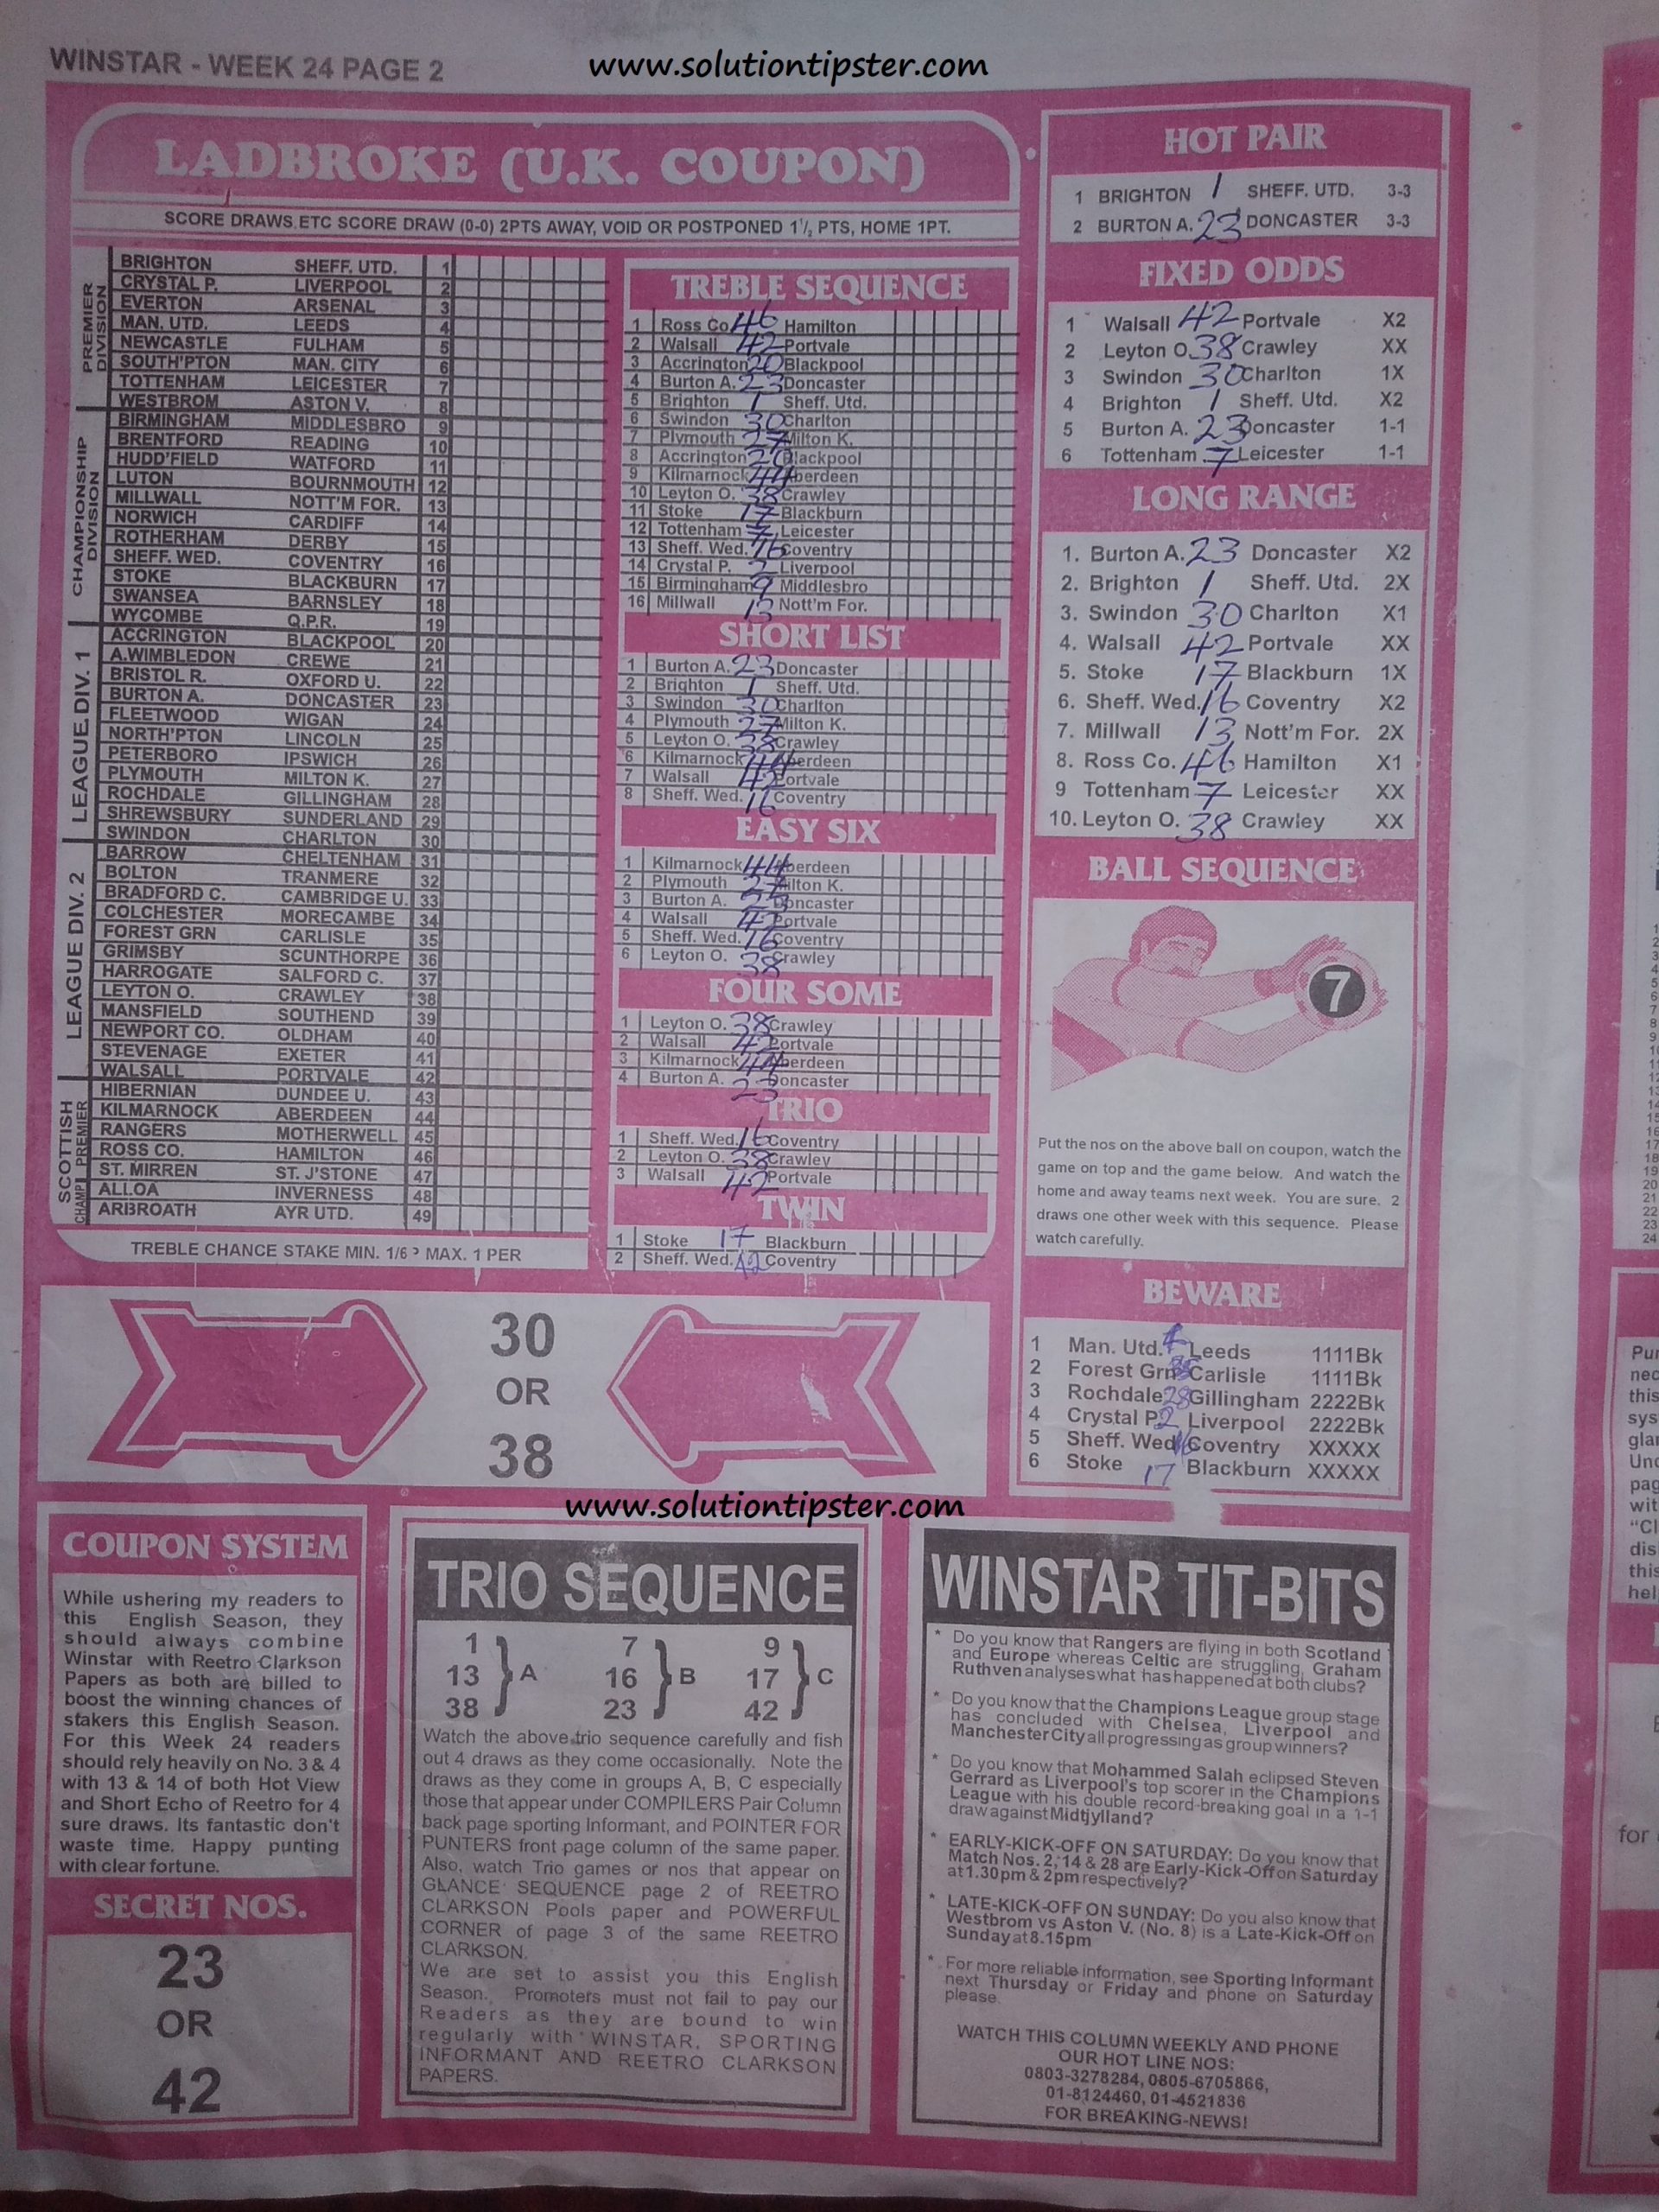 WINSTAR - WEEK 24 PAGE 2
www.solutiontipster.com
LADBROKE (U.K. COUPON)
SCORE DRAWS ETC SCORE DRAW (0-0) 2PTS AWAY, VOID OR POSTPONED 1½ PTS, HOME 1PT.
PREMIER DIVISION
BRIGHTON SHEFF. UTD. 1
CRYSTAL P. LIVERPOOL 2
EVERTON ARSENAL 3
MAN. UTD. LEEDS 4
NEWCASTLE FULHAM 5
SOUTH'PTON MAN. CITY 6
TOTTENHAM LEICESTER 7
WESTBROM ASTON V. 8
CHAMPIONSHIP DIVISION
BIRMINGHAM MIDDLESBRO 9
BRENTFORD READING 10
HUDD'FIELD WATFORD 11
LUTON BOURNMOUTH 12
MILLWALL NOTT'M FOR. 13
NORWICH CARDIFF 14
ROTHERHAM DERBY 15
SHEFF. WED. COVENTRY 16
STOKE BLACKBURN 17
SWANSEA BARNSLEY 18
WYCOMBE Q.P.R. 19
LEAGUE DIV. 1
ACCRINGTON BLACKPOOL 20
A.WIMBLEDON CREWE 21
BRISTOL R. OXFORD U. 22
BURTON A. DONCASTER 23
FLEETWOOD WIGAN 24
NORTH'PTON LINCOLN 25
PETERBORO IPSWICH 26
PLYMOUTH MILTON K. 27
ROCHDALE GILLINGHAM 28
SHREWSBURY SUNDERLAND 29
SWINDON CHARLTON 30
LEAGUE DIV. 2
BARROW CHELTENHAM 31
BOLTON TRANMERE 32
BRADFORD C. CAMBRIDGE U. 33
COLCHESTER MORECAMBE 34
FOREST GRN CARLISLE 35
GRIMSBY SCUNTHORPE 36
HARROGATE SALFORD C. 37
LEYTON O. CRAWLEY 38
MANSFIELD SOUTHEND 39
NEWPORT CO. OLDHAM 40
STEVENAGE EXETER 41
WALSALL PORTVALE 42
SCOTTISH PREMIER
HIBERNIAN DUNDEE U. 43
KILMARNOCK ABERDEEN 44
RANGERS MOTHERWELL 45
ROSS CO. HAMILTON 46
ST. MIRREN ST. J'STONE 47
CHAMP
ALLOA INVERNESS 48
ARBROATH AYR UTD. 49
TREBLE CHANCE STAKE MIN. 1/6 MAX. 1 PER
TREBLE SEQUENCE
1 Ross Co 46 Hamilton
2 Walsall 42 Portvale
3 Accrington 20 Blackpool
4 Burton A. 23 Doncaster
5 Brighton 1 Sheff. Utd.
6 Swindon 30 Charlton
7 Plymouth 27 Milton K.
8 Accrington 20 Blackpool
9 Kilmarnock 44 Aberdeen
10 Leyton O. 38 Crawley
11 Stoke 17 Blackburn
12 Tottenham 7 Leicester
13 Sheff. Wed. 16 Coventry
14 Crystal P. 2 Liverpool
15 Birmingham 9 Middlesbro
16 Millwall 13 Nott'm For.
SHORT LIST
1 Burton A. 23 Doncaster
2 Brighton 1 Sheff. Utd.
3 Swindon 30 Charlton
4 Plymouth 27 Milton K.
5 Leyton O. 38 Crawley
6 Kilmarnock 44 Aberdeen
7 Walsall 42 Portvale
8 Sheff. Wed. 16 Coventry
EASY SIX
1 Kilmarnock 44 Aberdeen
2 Plymouth 27 Milton K.
3 Burton A. 23 Doncaster
4 Walsall 42 Portvale
5 Sheff. Wed. 16 Coventry
6 Leyton O. 38 Crawley
FOUR SOME
1 Leyton O. 38 Crawley
2 Walsall 42 Portvale
3 Kilmarnock 44 Aberdeen
4 Burton A. 23 Doncaster
TRIO
1 Sheff. Wed. 16 Coventry
2 Leyton O. 38 Crawley
3 Walsall 42 Portvale
TWIN
1 Stoke 17 Blackburn
2 Sheff. Wed. 42 Coventry
HOT PAIR
1 BRIGHTON 1 SHEFF. UTD. 3-3
2 BURTON A. 23 DONCASTER 3-3
FIXED ODDS
1 Walsall 42 Portvale X2
2 Leyton O. 38 Crawley XX
3 Swindon 30 Charlton 1X
4 Brighton 1 Sheff. Utd. X2
5 Burton A. 23 Doncaster 1-1
6 Tottenham 7 Leicester 1-1
LONG RANGE
1. Burton A. 23 Doncaster X2
2. Brighton 1 Sheff. Utd. 2X
3. Swindon 30 Charlton X1
4. Walsall 42 Portvale XX
5. Stoke 17 Blackburn 1X
6. Sheff. Wed. 16 Coventry X2
7. Millwall 13 Nott'm For. 2X
8. Ross Co. 46 Hamilton X1
9 Tottenham 7 Leicester XX
10. Leyton O. 38 Crawley XX
BALL SEQUENCE
7
Put the nos on the above ball on coupon, watch the
game on top and the game below. And watch the
home and away teams next week. You are sure. 2
draws one other week with this sequence. Please
watch carefully.
BEWARE
1 Man. Utd. 4 Leeds 1111Bk
2 Forest Grn 35 Carlisle 1111Bk
3 Rochdale 28 Gillingham 2222Bk
4 Crystal P. 2 Liverpool 2222Bk
5 Sheff. Wed 16 Coventry XXXXX
6 Stoke 17 Blackburn XXXXX
30
OR
38
www.solutiontipster.com
COUPON SYSTEM
While ushering my readers to
this English Season, they
should always combine
Winstar with Reetro Clarkson
Papers as both are billed to
boost the winning chances of
stakers this English Season.
For this Week 24 readers
should rely heavily on No. 3 & 4
with 13 & 14 of both Hot View
and Short Echo of Reetro for 4
sure draws. Its fantastic don't
waste time. Happy punting
with clear fortune.
SECRET NOS.
23
OR
42
TRIO SEQUENCE
1 7 9
13 } A 16 } B 17 } C
38 23 42
Watch the above trio sequence carefully and fish
out 4 draws as they come occasionally. Note the
draws as they come in groups A, B, C especially
those that appear under COMPILERS Pair Column
back page sporting Informant, and POINTER FOR
PUNTERS front page column of the same paper.
Also, watch Trio games or nos that appear on
GLANCE SEQUENCE page 2 of REETRO
CLARKSON Pools paper and POWERFUL
CORNER of page 3 of the same REETRO
CLARKSON.
We are set to assist you this English
Season. Promoters must not fail to pay our
Readers as they are bound to win
regularly with WINSTAR, SPORTING
INFORMANT AND REETRO CLARKSON
PAPERS.
WINSTAR TIT-BITS
* Do you know that Rangers are flying in both Scotland
and Europe whereas Celtic are struggling, Graham
Ruthven analyses what has happened at both clubs?
* Do you know that the Champions League group stage
has concluded with Chelsea, Liverpool and
Manchester City all progressing as group winners?
* Do you know that Mohammed Salah eclipsed Steven
Gerrard as Liverpool's top scorer in the Champions
League with his double record-breaking goal in a 1-1
draw against Midtjylland?
* EARLY-KICK-OFF ON SATURDAY: Do you know that
Match Nos. 2, 14 & 28 are Early-Kick-Off on Saturday
at 1.30pm & 2pm respectively?
* LATE-KICK-OFF ON SUNDAY: Do you also know that
Westbrom vs Aston V. (No. 8) is a Late-Kick-Off on
Sunday at 8.15pm
* For more reliable information, see Sporting Informant
next Thursday or Friday and phone on Saturday
please.
WATCH THIS COLUMN WEEKLY AND PHONE
OUR HOT LINE NOS:
0803-3278284, 0805-6705866,
01-8124460, 01-4521836
FOR BREAKING-NEWS!